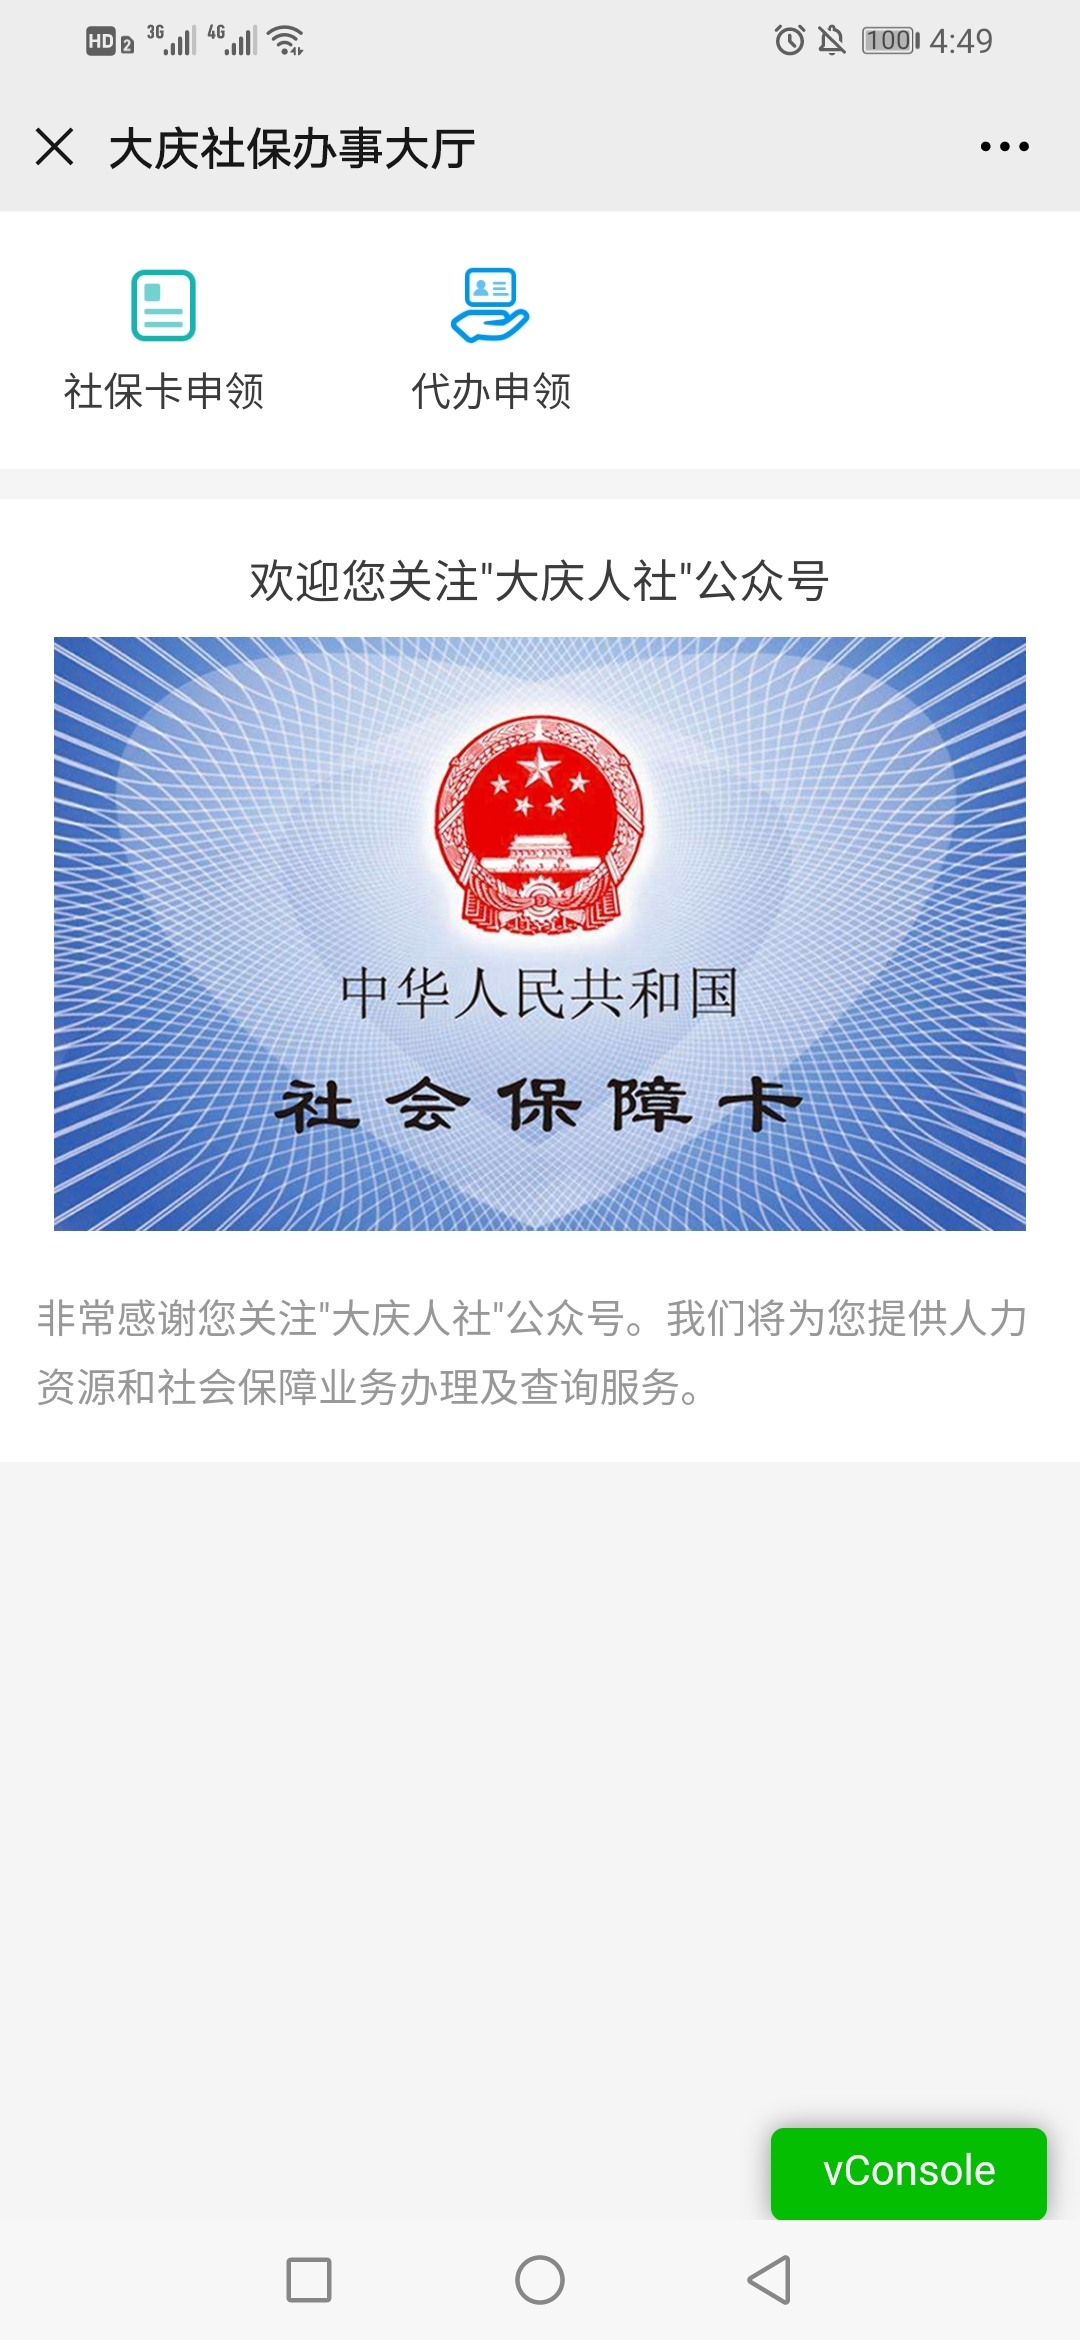 HD 2 3G 4G 100 4:49
大庆社保办事大厅
社保卡申领 代办申领
欢迎您关注"大庆人社"公众号
中华人民共和国
社会保障卡
非常感谢您关注"大庆人社"公众号。我们将为您提供人力
资源和社会保障业务办理及查询服务。
vConsole